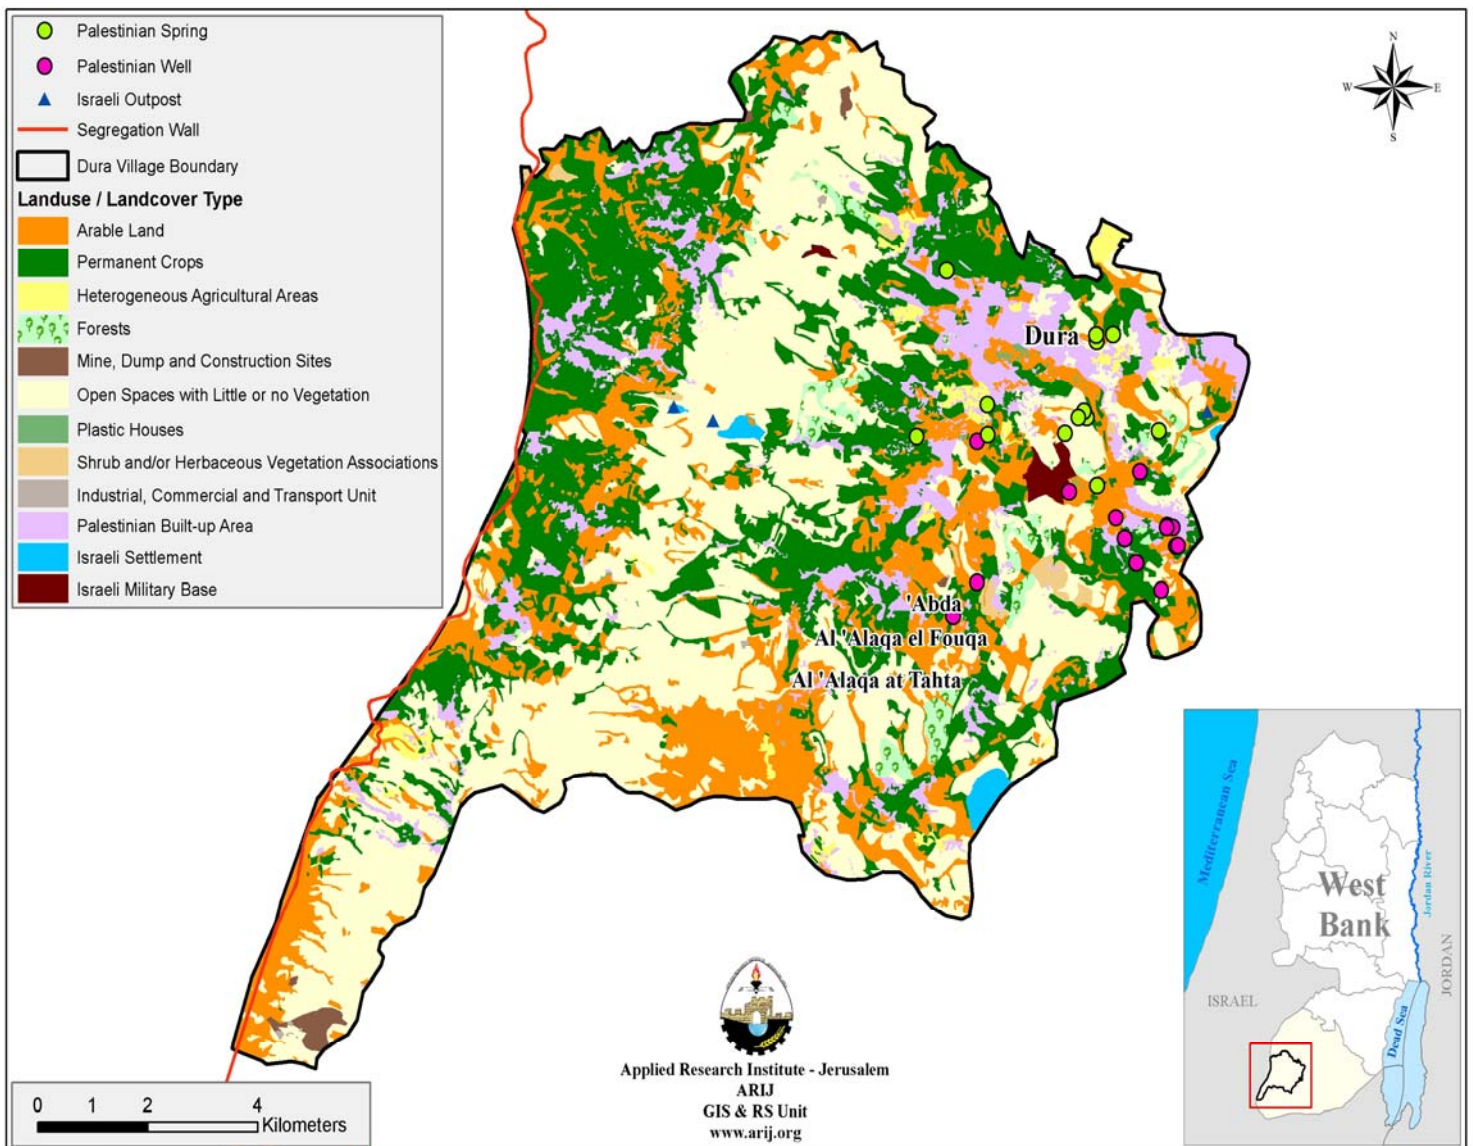 Palestinian Spring
Palestinian Well
Israeli Outpost
Segregation Wall
Dura Village Boundary
Landuse / Landcover Type
Arable Land
Permanent Crops
Heterogeneous Agricultural Areas
Forests
Mine, Dump and Construction Sites
Open Spaces with Little or no Vegetation
Plastic Houses
Shrub and/or Herbaceous Vegetation Associations
Industrial, Commercial and Transport Unit
Palestinian Built-up Area
Israeli Settlement
Israeli Military Base
N
W E
S
Dura
'Abda
Al 'Alaqa el Fouqa
Al 'Alaqa at Tahta
Mediterranean Sea
West
Bank
Jordan River
JORDAN
ISRAEL
Dead Sea
0 1 2 4
Kilometers
Applied Research Institute - Jerusalem
ARIJ
GIS & RS Unit
www.arij.org